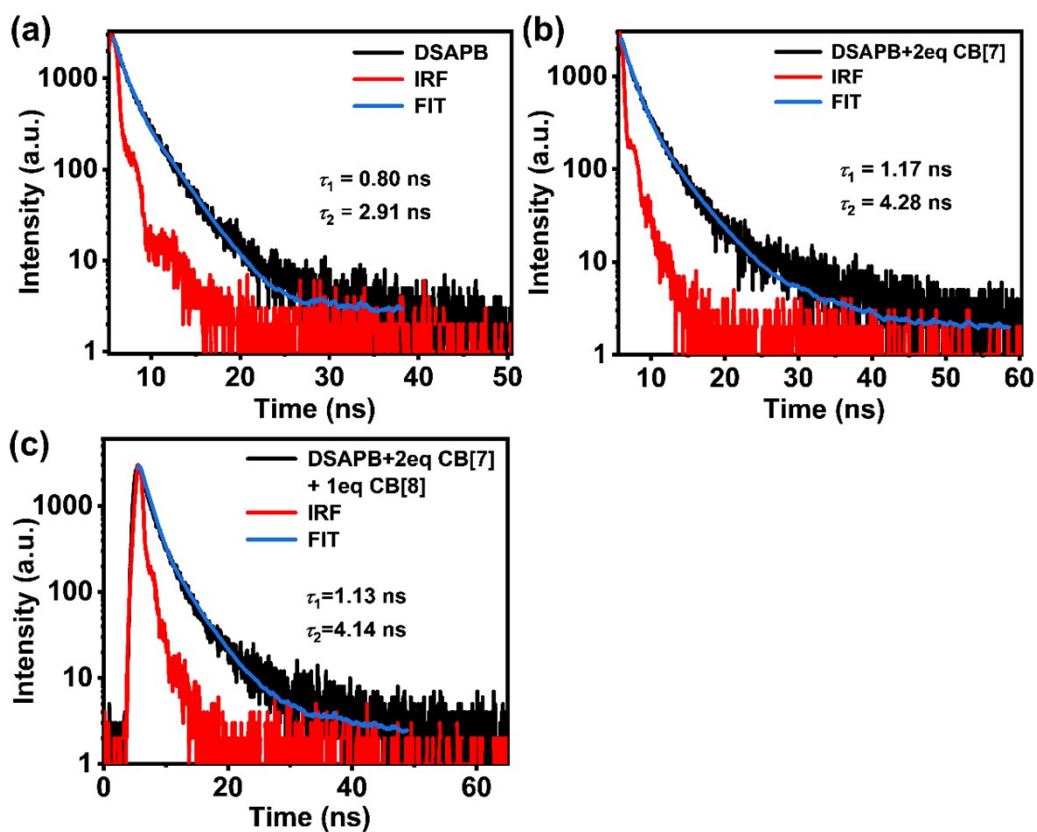 (a)
DSAPB
IRF
FIT
τ1 = 0.80 ns
τ2 = 2.91 ns
Intensity (a.u.)
1000
100
10
1
10 20 30 40 50
Time (ns)
(b)
DSAPB+2eq CB[7]
IRF
FIT
τ1 = 1.17 ns
τ2 = 4.28 ns
Intensity (a.u.)
1000
100
10
1
10 20 30 40 50 60
Time (ns)
(c)
DSAPB+2eq CB[7]
+ 1eq CB[8]
IRF
FIT
τ1=1.13 ns
τ2=4.14 ns
Intensity (a.u.)
1000
100
10
1
0 20 40 60
Time (ns)